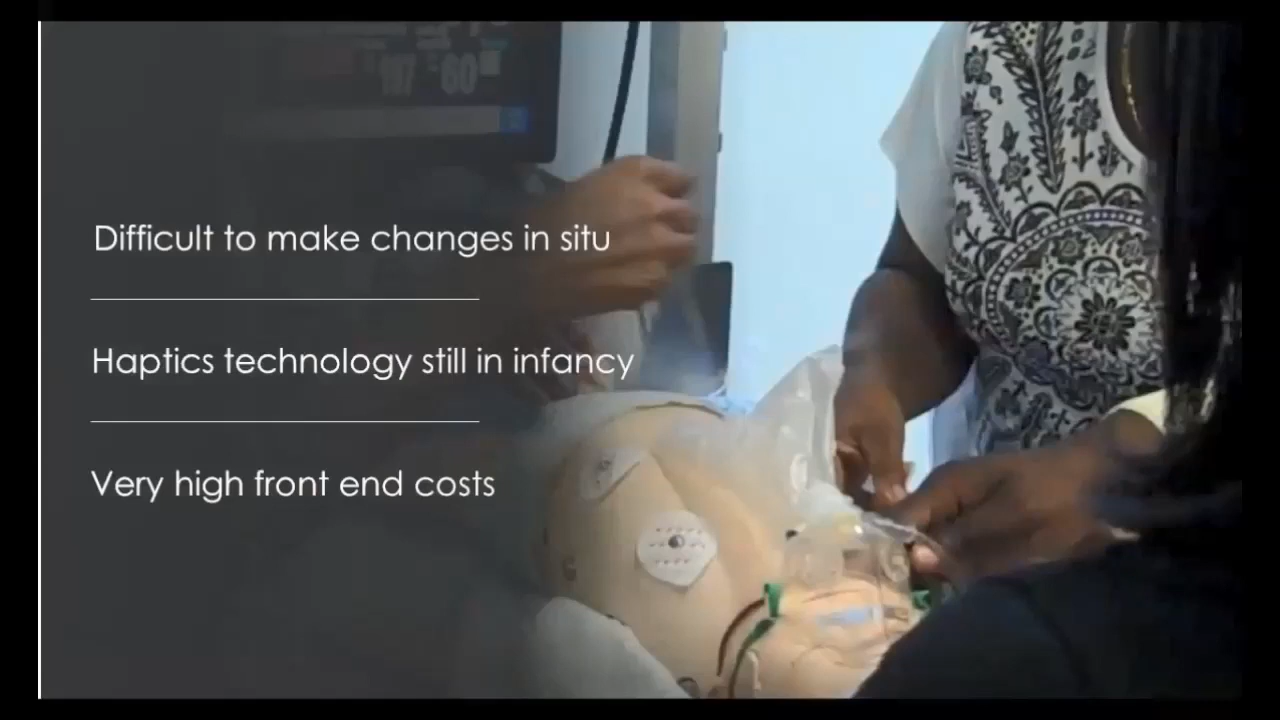 Difficult to make changes in situ
Haptics technology still in infancy
Very high front end costs